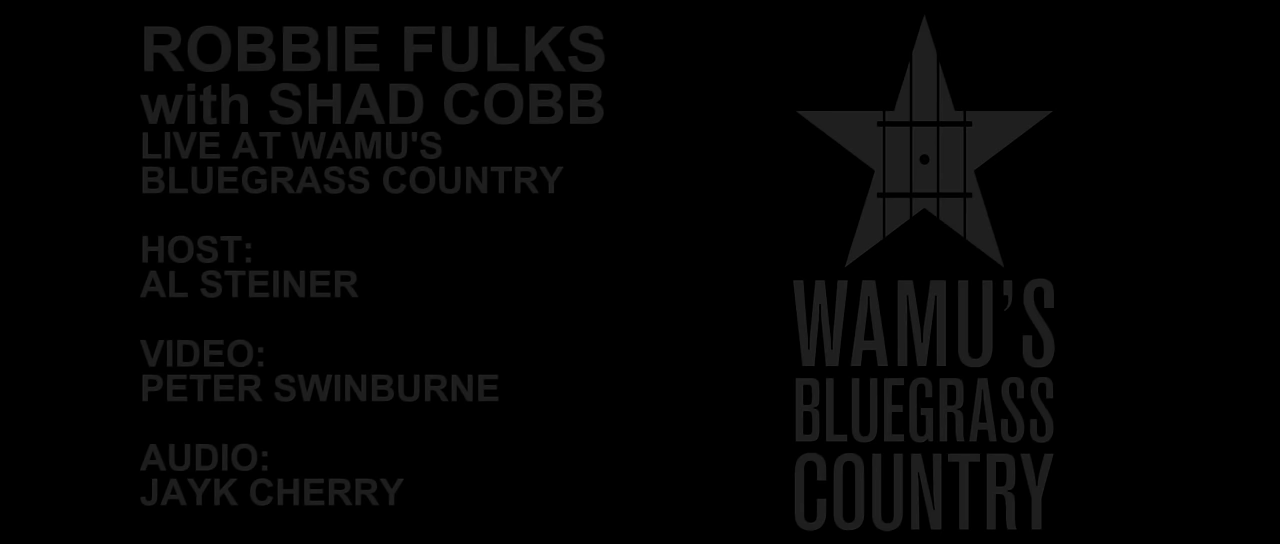 ROBBIE FULKS
with SHAD COBB
LIVE AT WAMU'S
BLUEGRASS COUNTRY
HOST:
AL STEINER
VIDEO:
PETER SWINBURNE
AUDIO:
JAYK CHERRY
WAMU'S
BLUEGRASS
COUNTRY